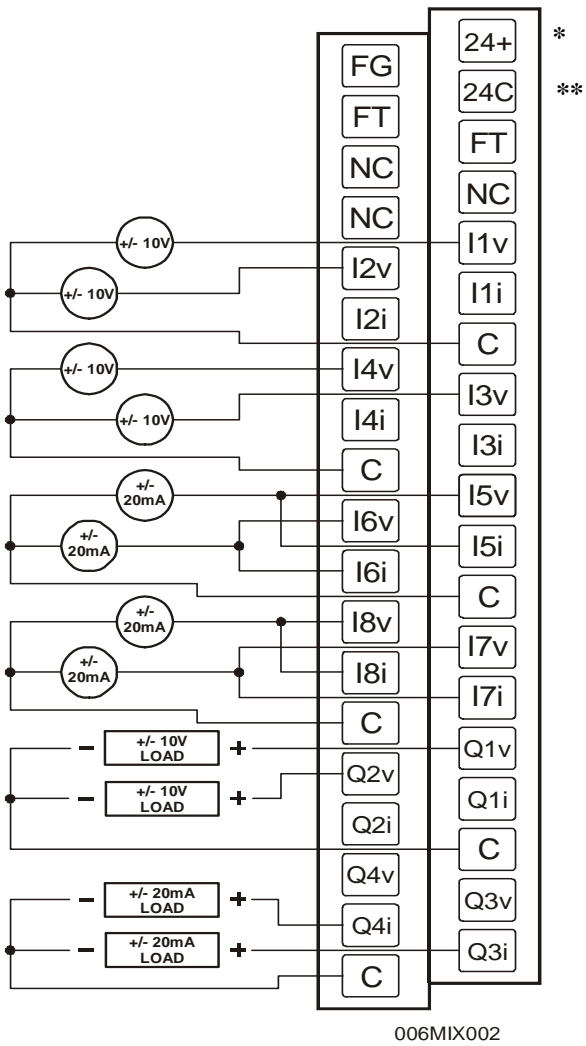 24+ *
FG
24C **
FT
FT
NC
NC
NC
+/- 10V
I1v
I2v
+/- 10V
I1i
I2i
C
+/- 10V
I4v
I3v
+/- 10V
I4i
I3i
C
+/-
20mA
I5v
I6v
+/-
20mA
I5i
I6i
C
+/-
20mA
I8v
I7v
+/-
20mA
I8i
I7i
C
– +/- 10V
LOAD +
Q1v
Q2v
– +/- 10V
LOAD +
Q1i
Q2i
C
Q4v
Q3v
– +/- 20mA
LOAD +
Q4i
– +/- 20mA
LOAD +
Q3i
C
006MIX002